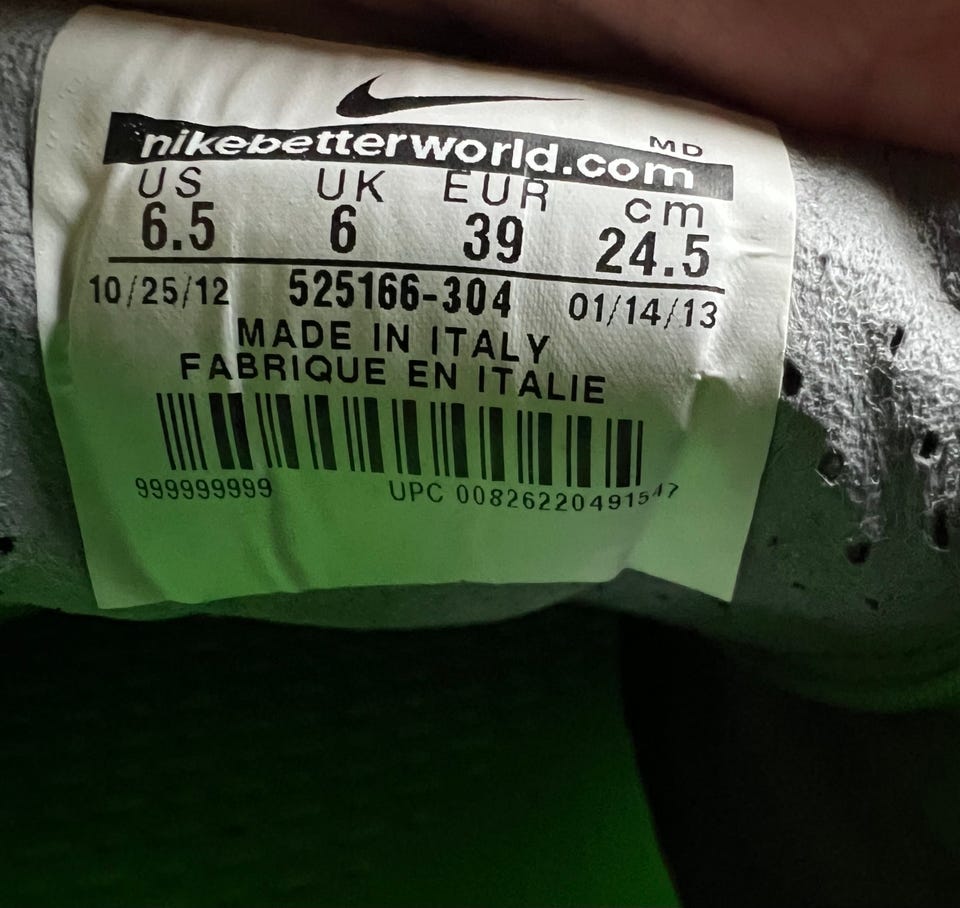 nikebetterworld.com MD
US UK EUR cm
6.5 6 39 24.5
10/25/12 525166-304 01/14/13
MADE IN ITALY
FABRIQUE EN ITALIE
999999999 UPC 00826220491547